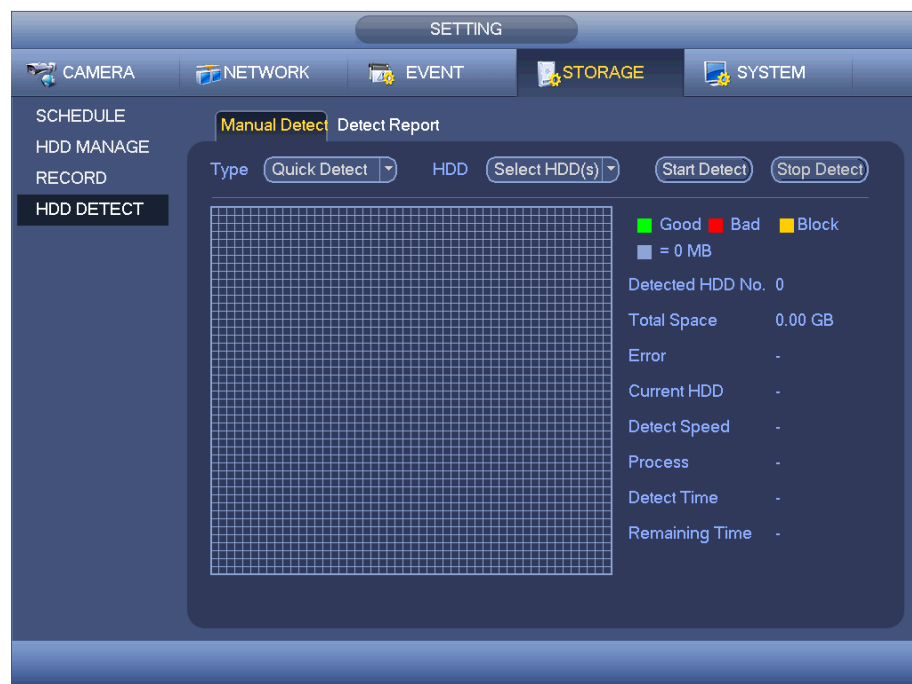 SETTING
CAMERA NETWORK EVENT STORAGE SYSTEM
SCHEDULE
HDD MANAGE
RECORD
HDD DETECT
Manual Detect Detect Report
Type Quick Detect HDD Select HDD(s) Start Detect Stop Detect
Good Bad Block
= 0 MB
Detected HDD No. 0
Total Space 0.00 GB
Error -
Current HDD -
Detect Speed -
Process -
Detect Time -
Remaining Time -